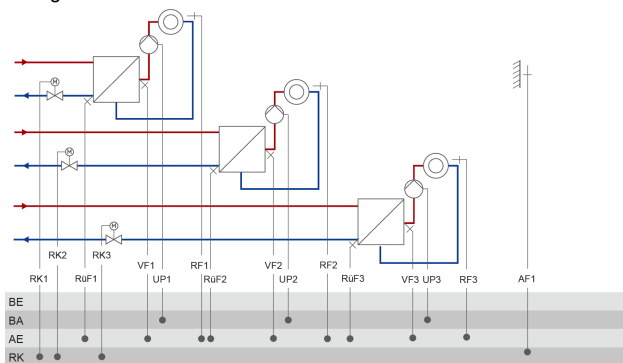 M
M
M
RK2 RK3
RK1 RüF1 VF1 UP1 RF1 RüF2 VF2 UP2 RF2 RüF3 VF3 UP3 RF3 AF1
BE
BA
AE
RK